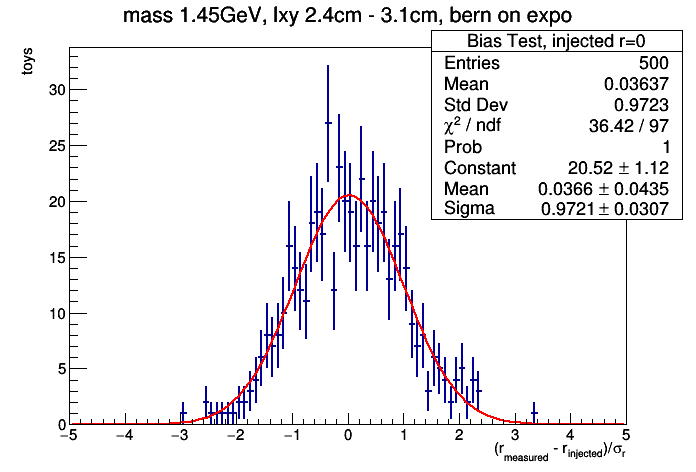 mass 1.45GeV, lxy 2.4cm - 3.1cm, bern on expo
toys
Bias Test, injected r=0
Entries 500
Mean 0.03637
Std Dev 0.9723
χ² / ndf 36.42 / 97
Prob 1
Constant 20.52 ± 1.12
Mean 0.0366 ± 0.0435
Sigma 0.9721 ± 0.0307
30
25
20
15
10
5
0
−5 −4 −3 −2 −1 0 1 2 3 4 5
(r_measured - r_injected)/σ_r